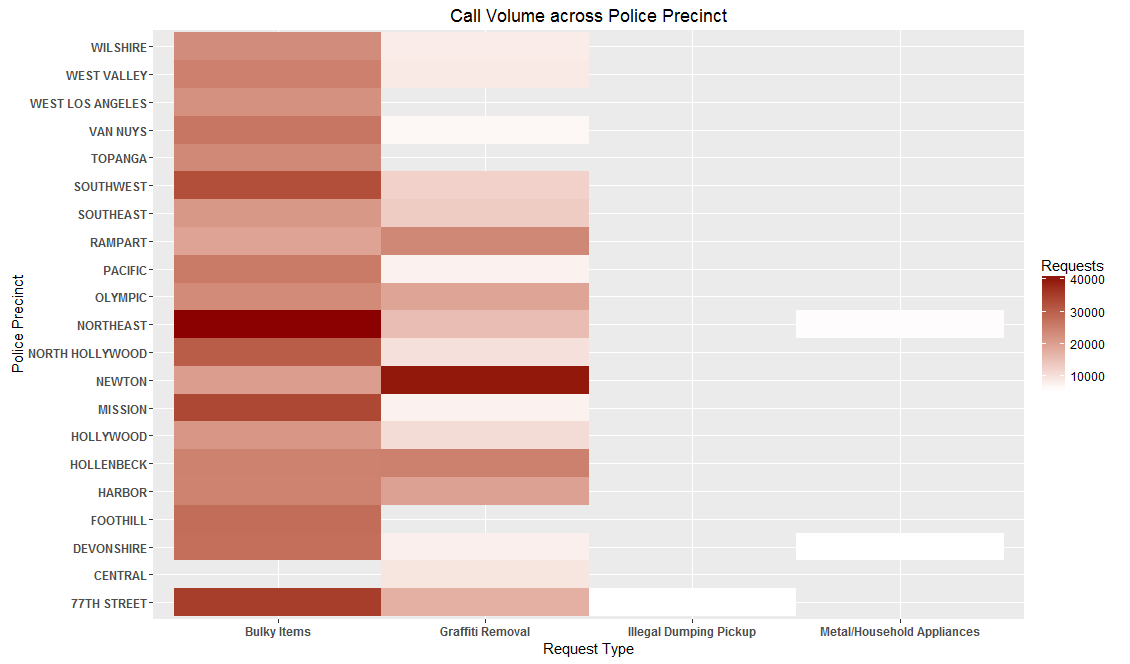 Call Volume across Police Precinct
WILSHIRE
WEST VALLEY
WEST LOS ANGELES
VAN NUYS
TOPANGA
SOUTHWEST
SOUTHEAST
RAMPART
PACIFIC
OLYMPIC
NORTHEAST
NORTH HOLLYWOOD
NEWTON
MISSION
HOLLYWOOD
HOLLENBECK
HARBOR
FOOTHILL
DEVONSHIRE
CENTRAL
77TH STREET
Police Precinct
Bulky Items
Graffiti Removal
Illegal Dumping Pickup
Metal/Household Appliances
Request Type
Requests
40000
30000
20000
10000